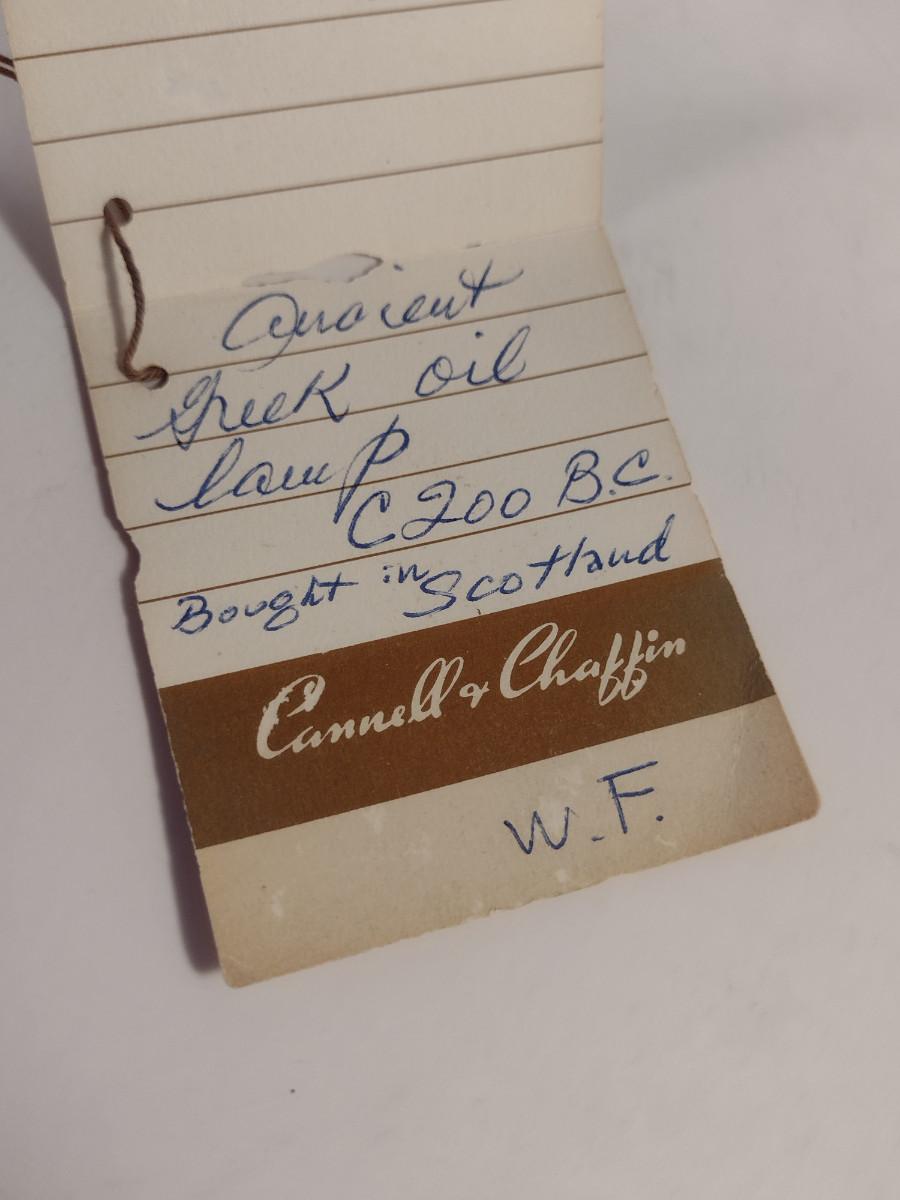 Ancient
Greek oil
lamp
C 200 B.C.
Bought in Scotland
Cannell & Chaffin
W.F.